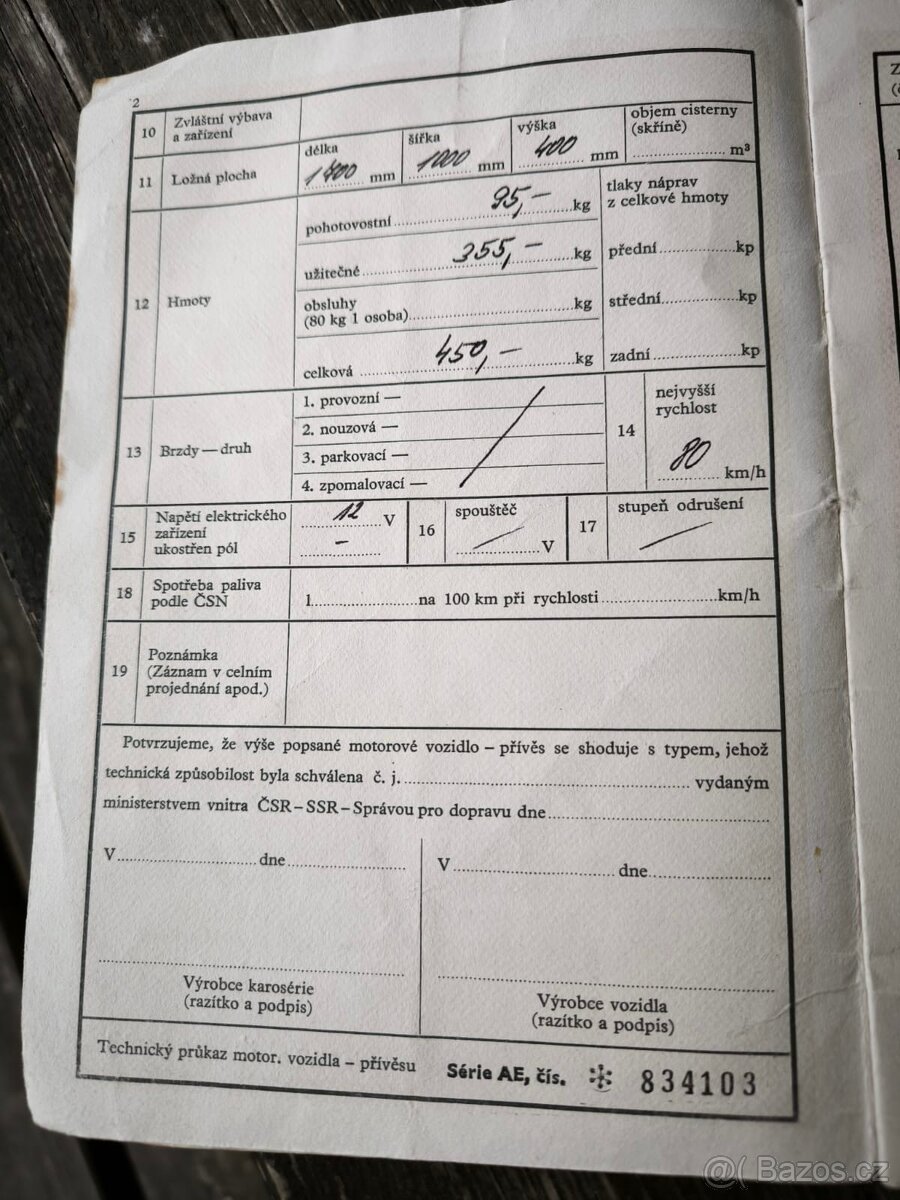 2
10 Zvláštní výbava
a zařízení
11 Ložná plocha délka 1400 mm šířka 1000 mm výška 400 mm objem cisterny
(skříně) ........ m³
12 Hmoty
pohotovostní 95,- kg
užitečné 355,- kg
obsluhy
(80 kg 1 osoba) ........ kg
celková 450,- kg
tlaky náprav
z celkové hmoty
přední ........ kp
střední ........ kp
zadní ........ kp
13 Brzdy — druh
1. provozní —
2. nouzová —
3. parkovací —
4. zpomalovací —
14 nejvyšší
rychlost
80 km/h
15 Napětí elektrického
zařízení
ukostřen pól
12 V
-
16 spouštěč
........ V
17 stupeň odrušení
18 Spotřeba paliva
podle ČSN
l ........ na 100 km při rychlosti ........ km/h
19 Poznámka
(Záznam v celním
projednání apod.)
Potvrzujeme, že výše popsané motorové vozidlo – přívěs se shoduje s typem, jehož
technická způsobilost byla schválena č. j. ........ vydaným
ministerstvem vnitra ČSR – SSR – Správou pro dopravu dne ........
V ........ dne ........
Výrobce karosérie
(razítko a podpis)
V ........ dne ........
Výrobce vozidla
(razítko a podpis)
Technický průkaz motor. vozidla – přívěsu Série AE, čís. 834103
Z
(
@( Bazos.cz